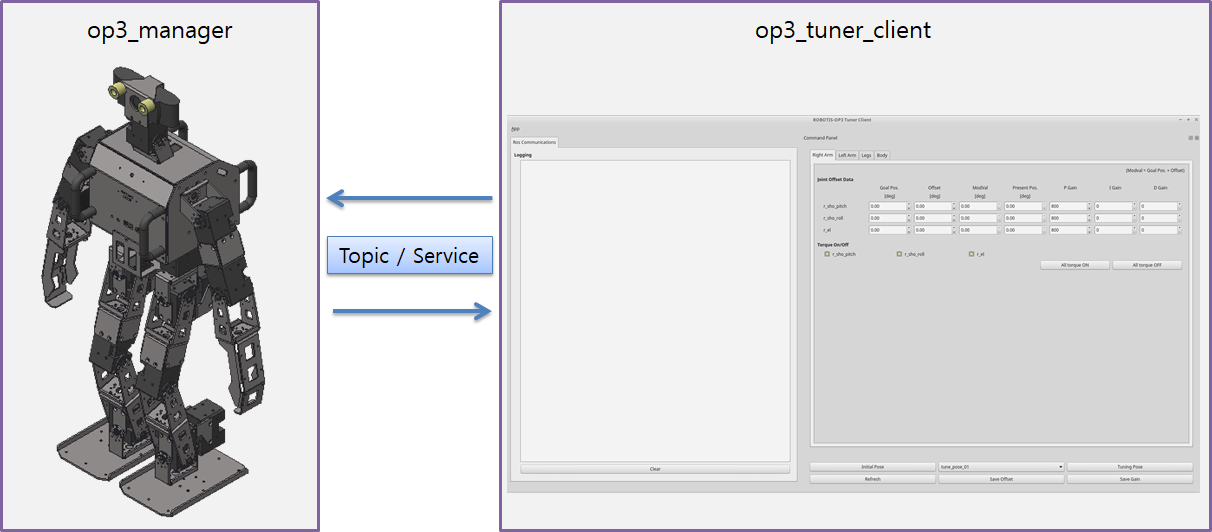 op3_manager
op3_tuner_client
Topic / Service
ROBOTIS-OP3 Tuner Client
App
Ros Communications
Logging
Clear
Command Panel
Right Arm Left Arm Legs Body
(ModVal = Goal Pos. + Offset)
Joint Offset Data
Goal Pos. Offset ModVal Present Pos. P Gain I Gain D Gain
[deg] [deg] [deg] [deg]
r_sho_pitch 0.00 0.00 0.00 0.00 800 0 0
r_sho_roll 0.00 0.00 0.00 0.00 800 0 0
r_el 0.00 0.00 0.00 0.00 800 0 0
Torque On/Off
r_sho_pitch r_sho_roll r_el
All torque ON All torque OFF
Initial Pose tune_pose_01 Tuning Pose
Refresh Save Offset Save Gain